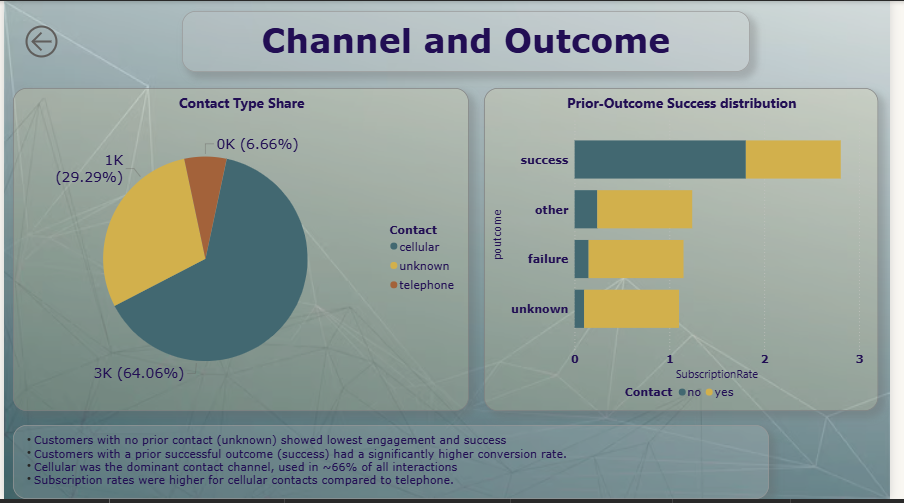 Channel and Outcome
Contact Type Share
0K (6.66%)
1K
(29.29%)
3K (64.06%)
Contact
cellular
unknown
telephone
Prior-Outcome Success distribution
poutcome
success
other
failure
unknown
0 1 2 3
SubscriptionRate
Contact no yes
• Customers with no prior contact (unknown) showed lowest engagement and success
• Customers with a prior successful outcome (success) had a significantly higher conversion rate.
• Cellular was the dominant contact channel, used in ~66% of all interactions
• Subscription rates were higher for cellular contacts compared to telephone.